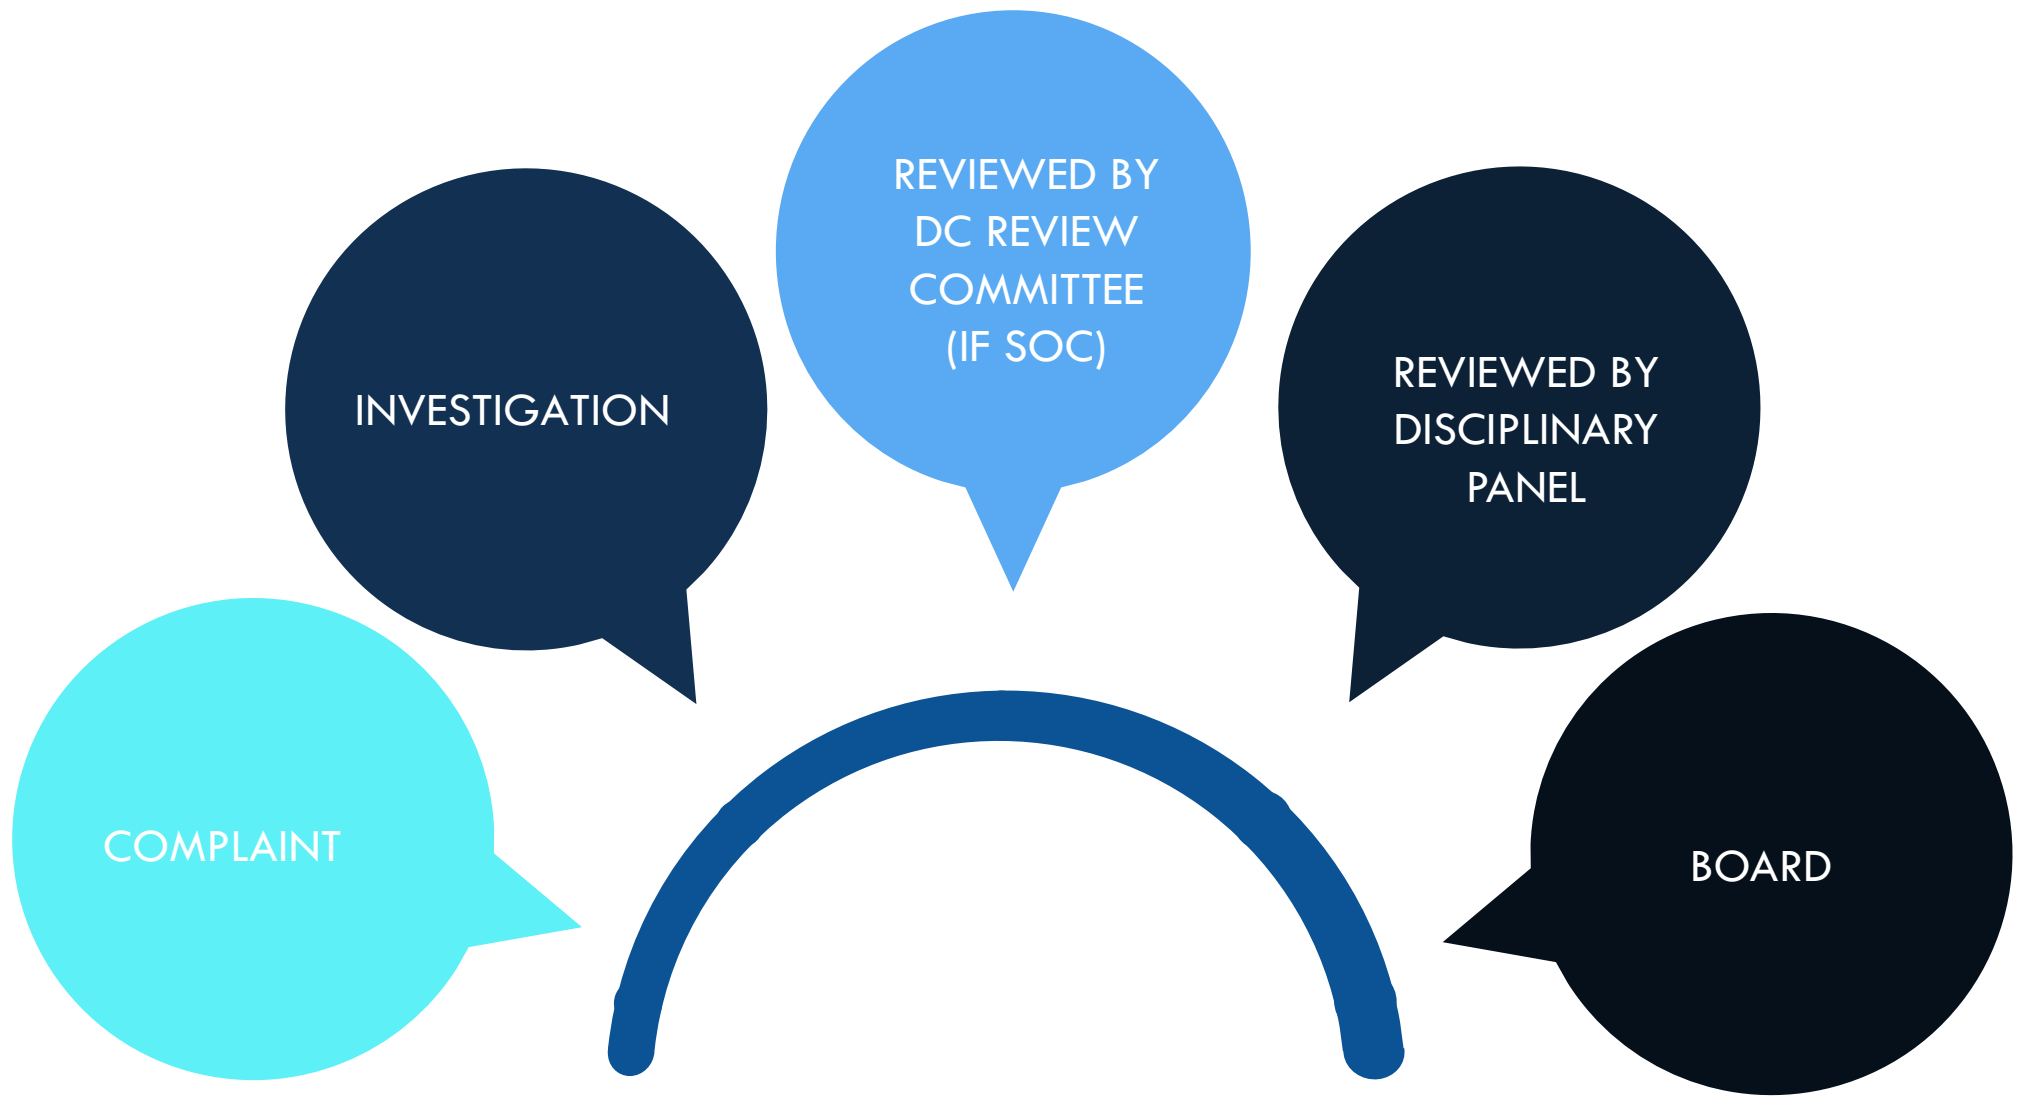 COMPLAINT
INVESTIGATION
REVIEWED BY
DC REVIEW
COMMITTEE
(IF SOC)
REVIEWED BY
DISCIPLINARY
PANEL
BOARD